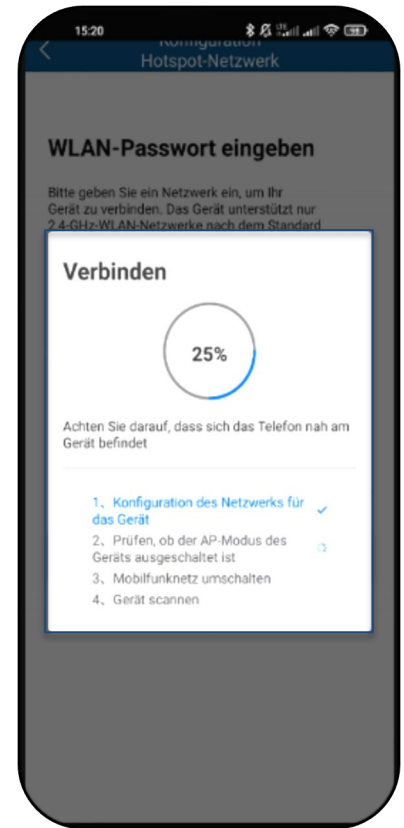 15:20
Konfiguration
Hotspot-Netzwerk
WLAN-Passwort eingeben
Bitte geben Sie ein Netzwerk ein, um Ihr
Gerät zu verbinden. Das Gerät unterstützt nur
2,4-GHz-WLAN-Netzwerke nach dem Standard
Verbinden
25%
Achten Sie darauf, dass sich das Telefon nah am
Gerät befindet
1、Konfiguration des Netzwerks für
das Gerät
2、Prüfen, ob der AP-Modus des
Geräts ausgeschaltet ist
3、Mobilfunknetz umschalten
4、Gerät scannen